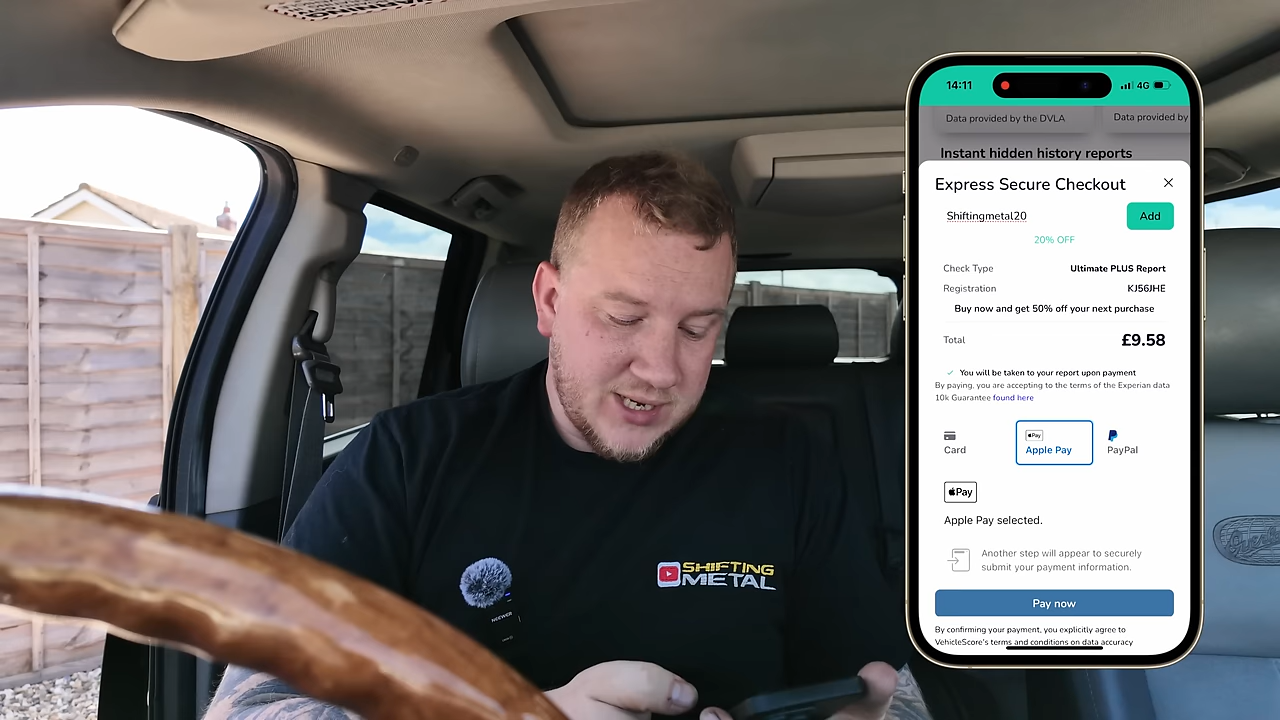 WARNING
14:11
4G
Data provided by the DVLA
Data provided by
Instant hidden history reports
Express Secure Checkout
Shiftingmetal20
Add
20% OFF
Check Type
Ultimate PLUS Report
Registration
KJ56JHE
Buy now and get 50% off your next purchase
Total
£9.58
You will be taken to your report upon payment
By paying, you are accepting to the terms of the Experian data
10k Guarantee found here
Card
Pay
Apple Pay
PayPal
Pay
Apple Pay selected.
Another step will appear to securely
submit your payment information.
Pay now
By confirming your payment, you explicitly agree to
VehicleScore's terms and conditions on data accuracy
SHIFTING
METAL
NEEWER